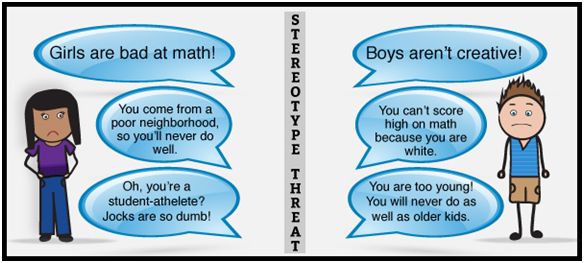 Girls are bad at math!
You come from a
poor neighborhood,
so you'll never do
well.
Oh, you're a
student-athelete?
Jocks are so dumb!
STEREOTYPE THREAT
Boys aren't creative!
You can't score
high on math
because you are
white.
You are too young!
You will never do as
well as older kids.